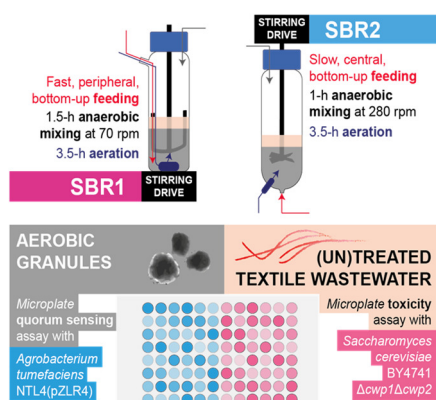 STIRRING
DRIVE
SBR2
Fast, peripheral,
bottom-up feeding
1.5-h anaerobic
mixing at 70 rpm
3.5-h aeration
SBR1
STIRRING
DRIVE
Slow, central,
bottom-up feeding
1-h anaerobic
mixing at 280 rpm
3.5-h aeration
AEROBIC
GRANULES
(UN)TREATED
TEXTILE WASTEWATER
Microplate
quorum sensing
assay with
Agrobacterium
tumefaciens
NTL4(pZLR4)
Microplate toxicity
assay with
Saccharomyces
cerevisiae
BY4741
Δcwp1Δcwp2